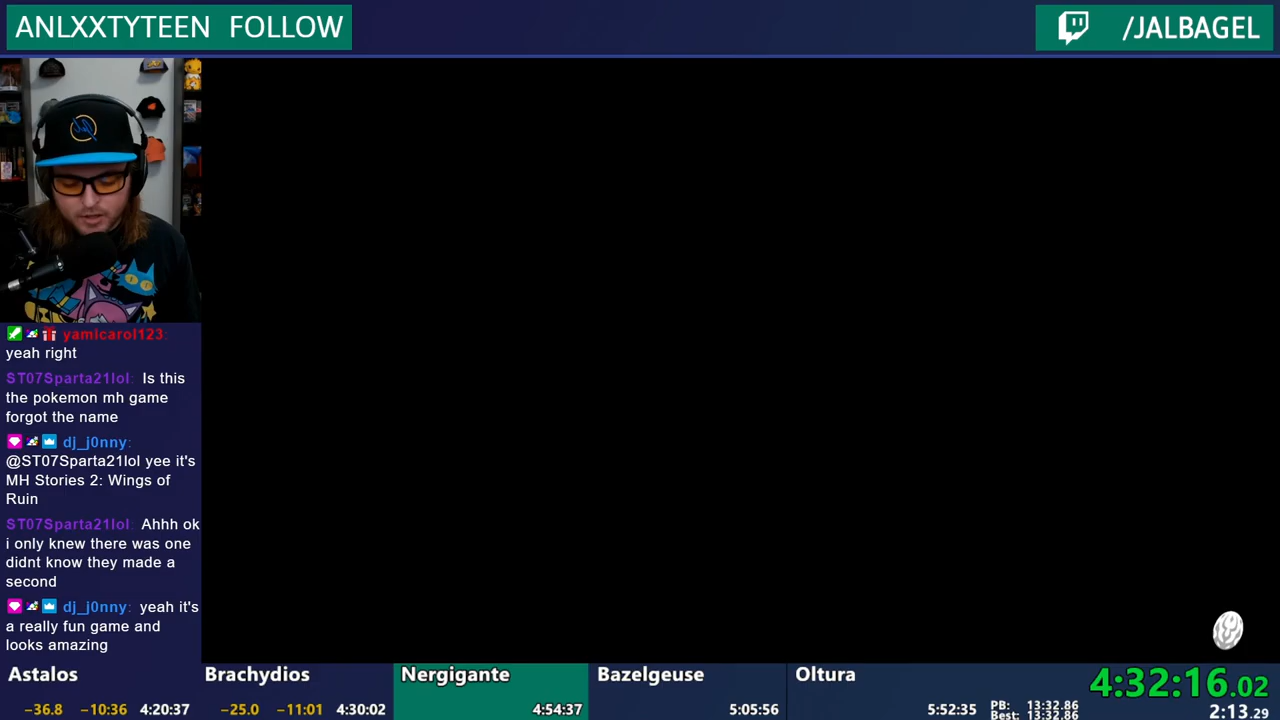 ANLXXTYTEEN FOLLOW
/JALBAGEL
yamicarol123:
yeah right
ST07Sparta21lol: Is this
the pokemon mh game
forgot the name
dj_j0nny:
@ST07Sparta21lol yee it's
MH Stories 2: Wings of
Ruin
ST07Sparta21lol: Ahhh ok
i only knew there was one
didnt know they made a
second
dj_j0nny: yeah it's
a really fun game and
looks amazing
Astalos
−36.8 −10:36 4:20:37
Brachydios
−25.0 −11:01 4:30:02
Nergigante
4:54:37
Bazelgeuse
5:05:56
Oltura
5:52:35
4:32:16.02
PB: 13:32.86
Best: 13:32.86
2:13.29